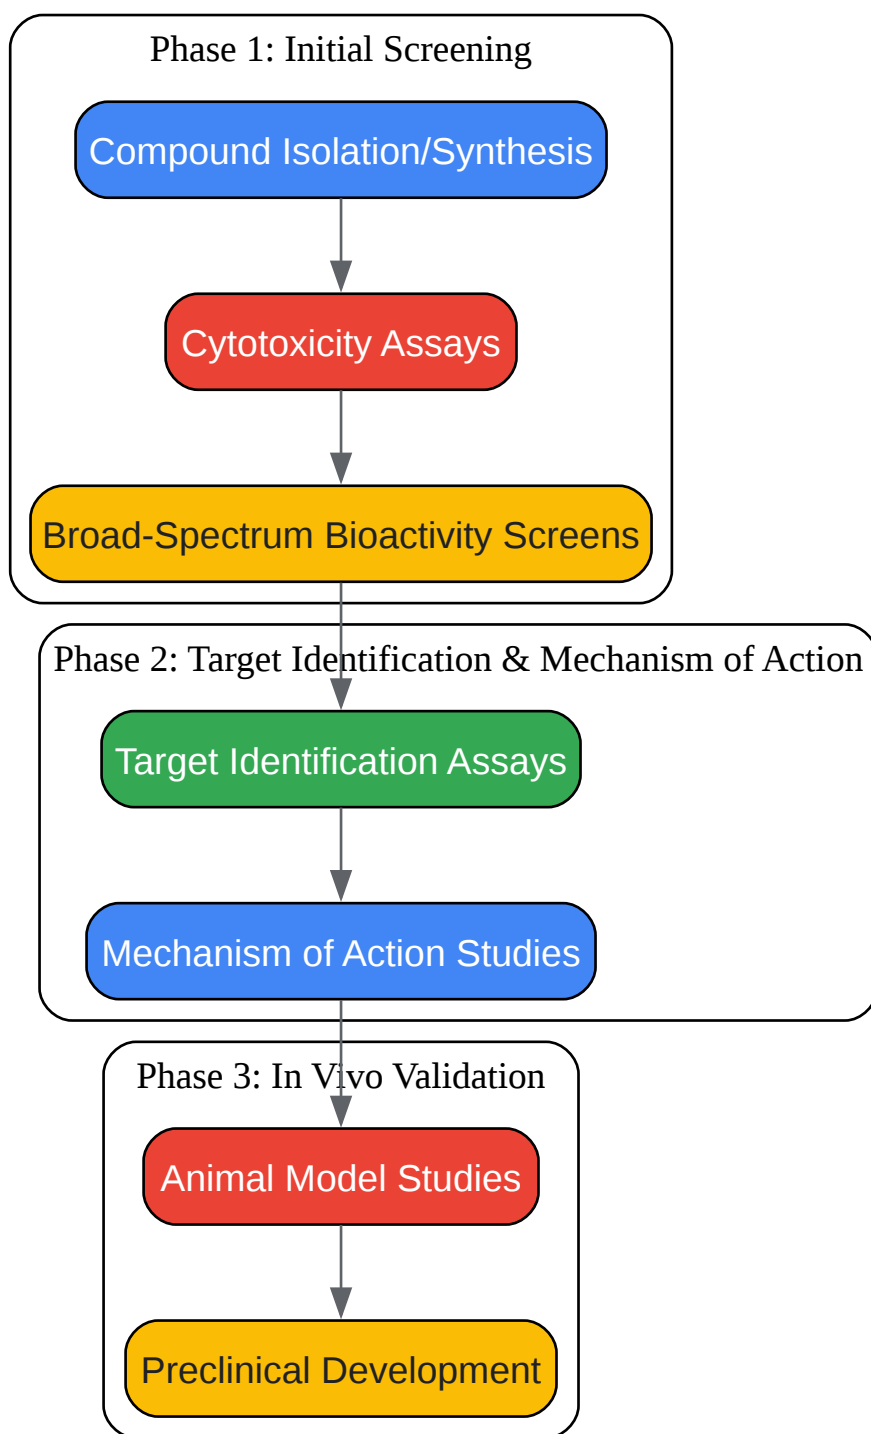 Phase 1: Initial Screening
Compound Isolation/Synthesis
Cytotoxicity Assays
Broad-Spectrum Bioactivity Screens
Phase 2: Target Identification & Mechanism of Action
Target Identification Assays
Mechanism of Action Studies
Phase 3: In Vivo Validation
Animal Model Studies
Preclinical Development